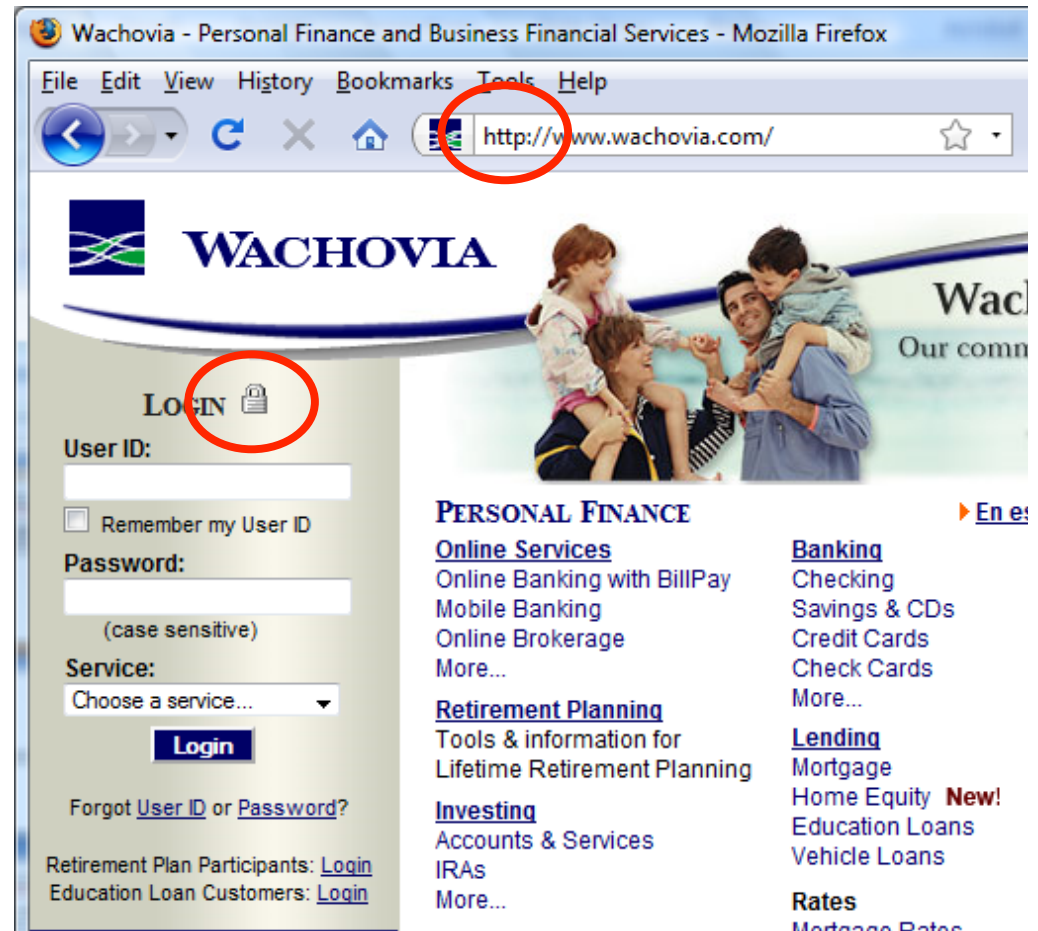 Wachovia - Personal Finance and Business Financial Services - Mozilla Firefox
File Edit View History Bookmarks Tools Help
http://www.wachovia.com/
WACHOVIA
Our
LOGIN
User ID:
Remember my User ID
Password:
(case sensitive)
Service:
Choose a service...
Login
Forgot User ID or Password?
Retirement Plan Participants: Login
Education Loan Customers: Login
PERSONAL FINANCE
En
Online Services
Online Banking with BillPay
Mobile Banking
Online Brokerage
More...
Retirement Planning
Tools & information for
Lifetime Retirement Planning
Investing
Accounts & Services
IRAs
More...
Banking
Checking
Savings & CDs
Credit Cards
Check Cards
More...
Lending
Mortgage
Home Equity New!
Education Loans
Vehicle Loans
Rates
Mortgage Rates